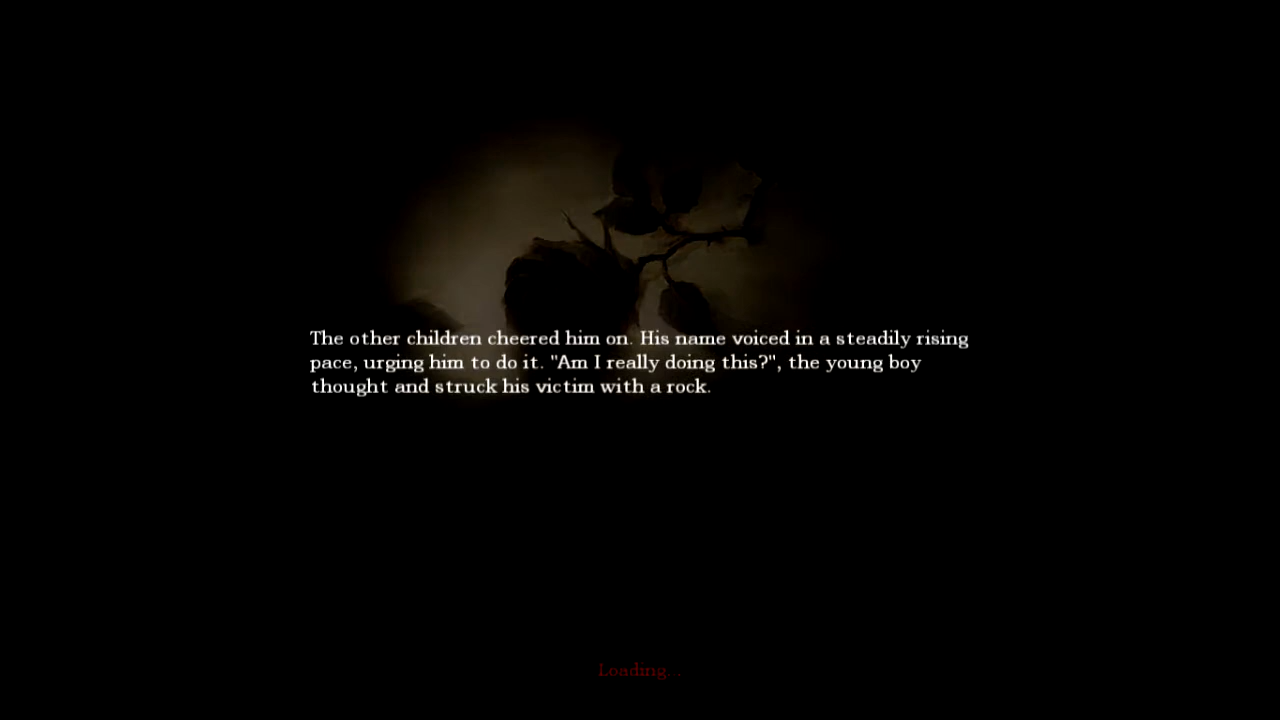 The other children cheered him on. His name voiced in a steadily rising
pace, urging him to do it. "Am I really doing this?", the young boy
thought and struck his victim with a rock.
Loading...